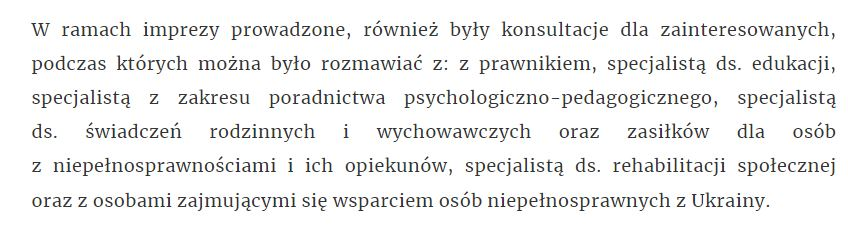 W ramach imprezy prowadzone, również były konsultacje dla zainteresowanych,
podczas których można było rozmawiać z: z prawnikiem, specjalistą ds. edukacji,
specjalistą z zakresu poradnictwa psychologiczno-pedagogicznego, specjalistą
ds. świadczeń rodzinnych i wychowawczych oraz zasiłków dla osób
z niepełnosprawnościami i ich opiekunów, specjalistą ds. rehabilitacji społecznej
oraz z osobami zajmującymi się wsparciem osób niepełnosprawnych z Ukrainy.